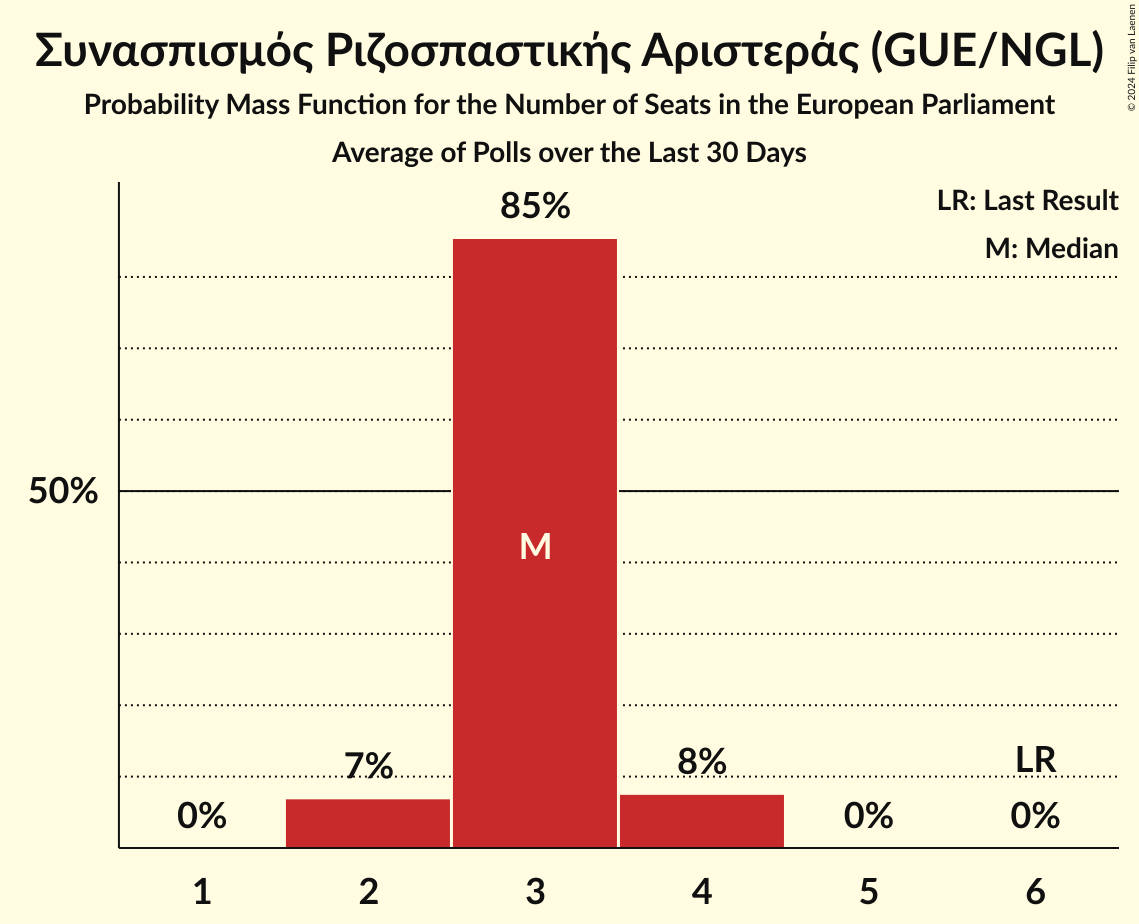 Συνασπισμός Ριζοσπαστικής Αριστεράς (GUE/NGL)
Probability Mass Function for the Number of Seats in the European Parliament
Average of Polls over the Last 30 Days
© 2024 Filip van Laenen
LR: Last Result
M: Median
85%
50%
M
7%
8%
LR
0%
0%
0%
1 2 3 4 5 6